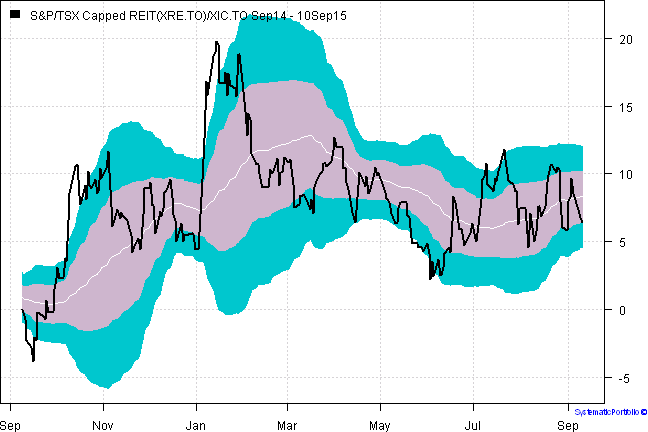 S&P/TSX Capped REIT(XRE.TO)/XIC.TO Sep14 - 10Sep15
20
15
10
5
0
-5
Sep Nov Jan Mar May Jul Sep
SystematicPortfolio ©